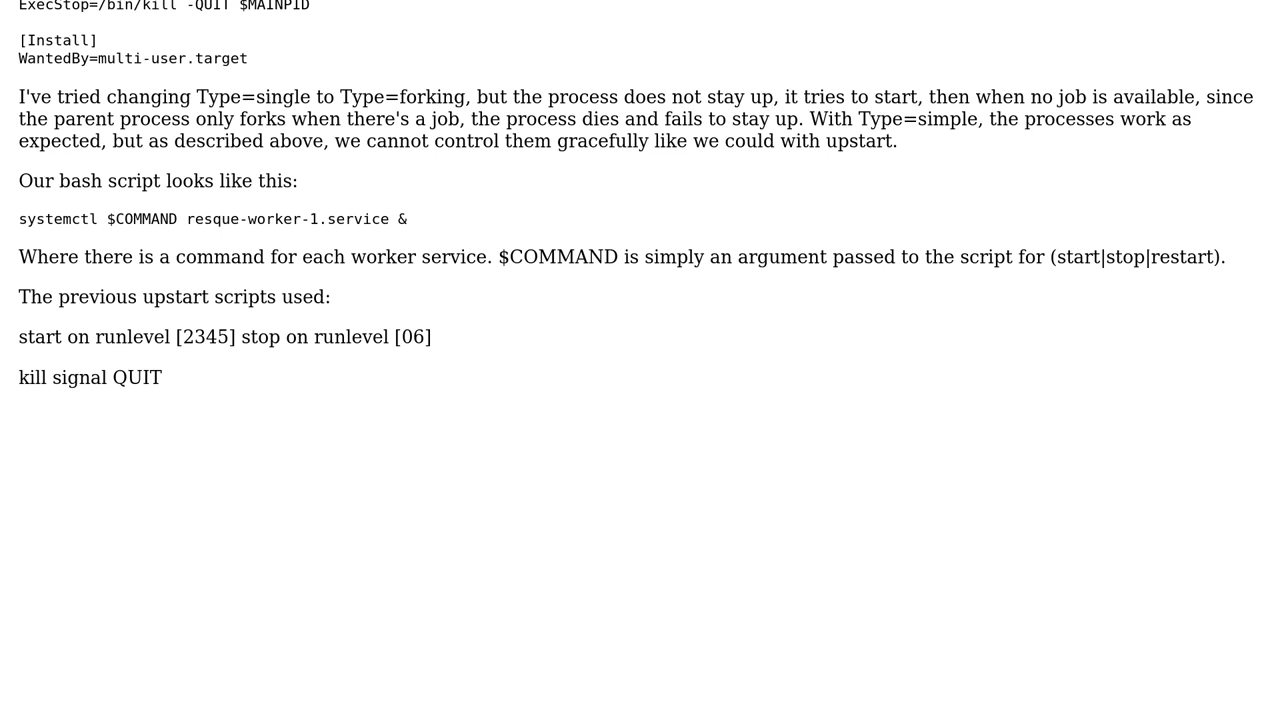 ExecStop=/bin/kill -QUIT $MAINPID
[Install]
WantedBy=multi-user.target
I've tried changing Type=single to Type=forking, but the process does not stay up, it tries to start, then when no job is available, since
the parent process only forks when there's a job, the process dies and fails to stay up. With Type=simple, the processes work as
expected, but as described above, we cannot control them gracefully like we could with upstart.
Our bash script looks like this:
systemctl $COMMAND resque-worker-1.service &
Where there is a command for each worker service. $COMMAND is simply an argument passed to the script for (start|stop|restart).
The previous upstart scripts used:
start on runlevel [2345] stop on runlevel [06]
kill signal QUIT